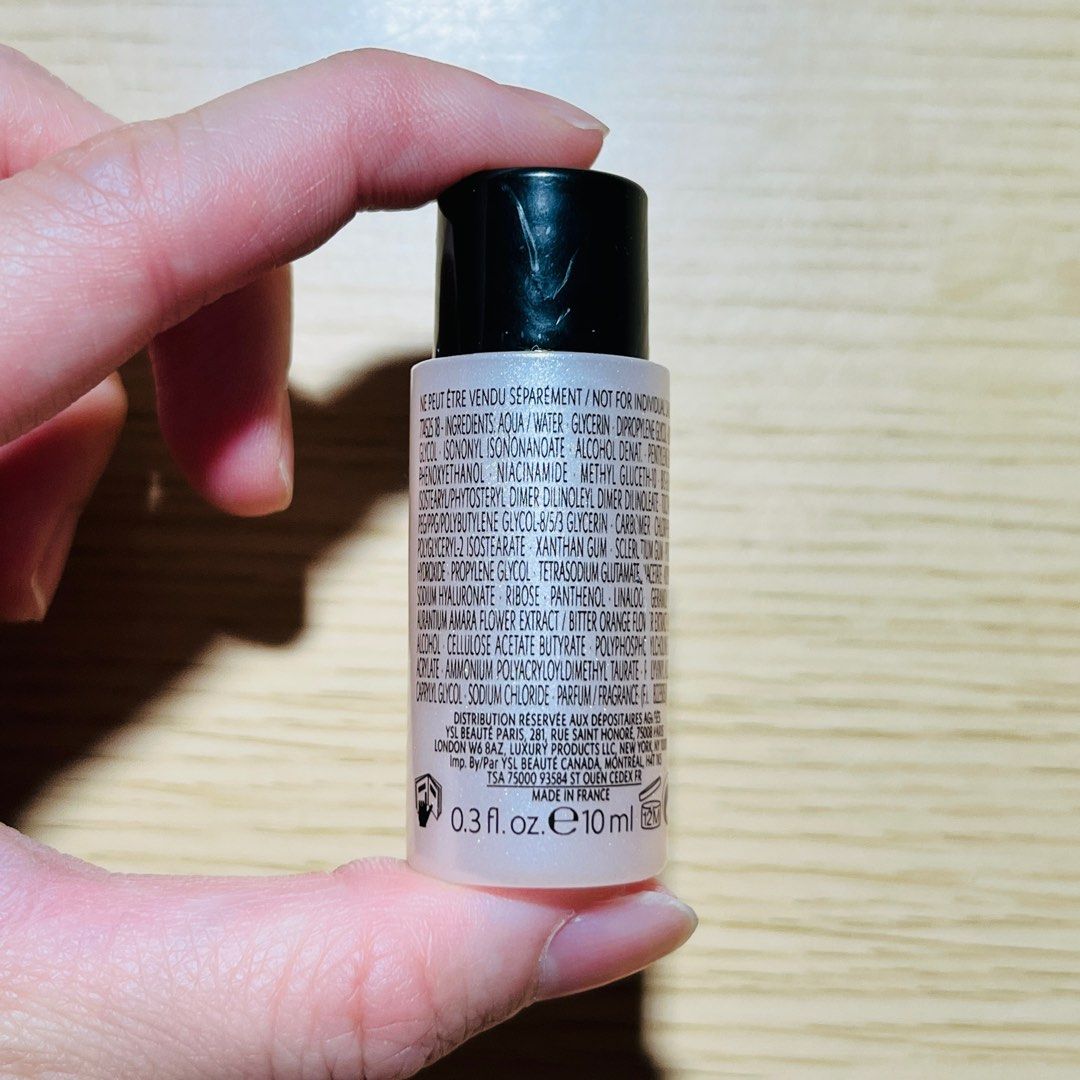 NE PEUT ÊTRE VENDU SÉPARÉMENT / NOT FOR INDIVIDUAL
INGREDIENTS: AQUA / WATER · GLYCERIN · DIPROPYLENE GLYCOL
GLYCOL · ISONONYL ISONONANOATE · ALCOHOL DENAT.
PHENOXYETHANOL · NIACINAMIDE · METHYL GLUCETH-10
ISOSTEARYL/PHYTOSTERYL DIMER DILINOLEYL DIMER DILINOLEATE
PEG/PPG/POLYBUTYLENE GLYCOL-8/5/3 GLYCERIN · CARBOMER
POLYGLYCERYL-2 ISOSTEARATE · XANTHAN GUM · GUM
HYDROXIDE · PROPYLENE GLYCOL · TETRASODIUM GLUTAMATE
SODIUM HYALURONATE · RIBOSE · PANTHENOL
AURANTIUM AMARA FLOWER EXTRACT / BITTER ORANGE
ALCOHOL · CELLULOSE ACETATE BUTYRATE
ACRYLATE · AMMONIUM POLYACRYLOYLDIMETHYL TAURATE
CAPRYLYL GLYCOL · SODIUM CHLORIDE · PARFUM / FRAGRANCE
DISTRIBUTION RÉSERVÉE AUX DÉPOSITAIRES
YSL BEAUTÉ PARIS, 281, RUE SAINT HONORÉ, 75008
LONDON W6 8AZ, LUXURY PRODUCTS LLC, NEW YORK, NY
Imp. By/Par YSL BEAUTÉ CANADA, MONTRÉAL,
TSA 75000 93584 ST OUEN CEDEX FR
MADE IN FRANCE
0.3 fl. oz. e 10 ml 12M